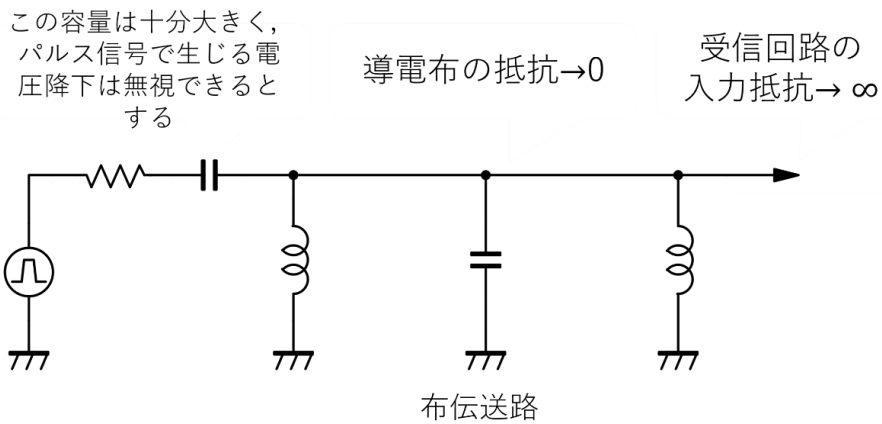 この容量は十分大きく,
パルス信号で生じる電
圧降下は無視できると
する
導電布の抵抗→0
受信回路の
入力抵抗→ ∞
布伝送路